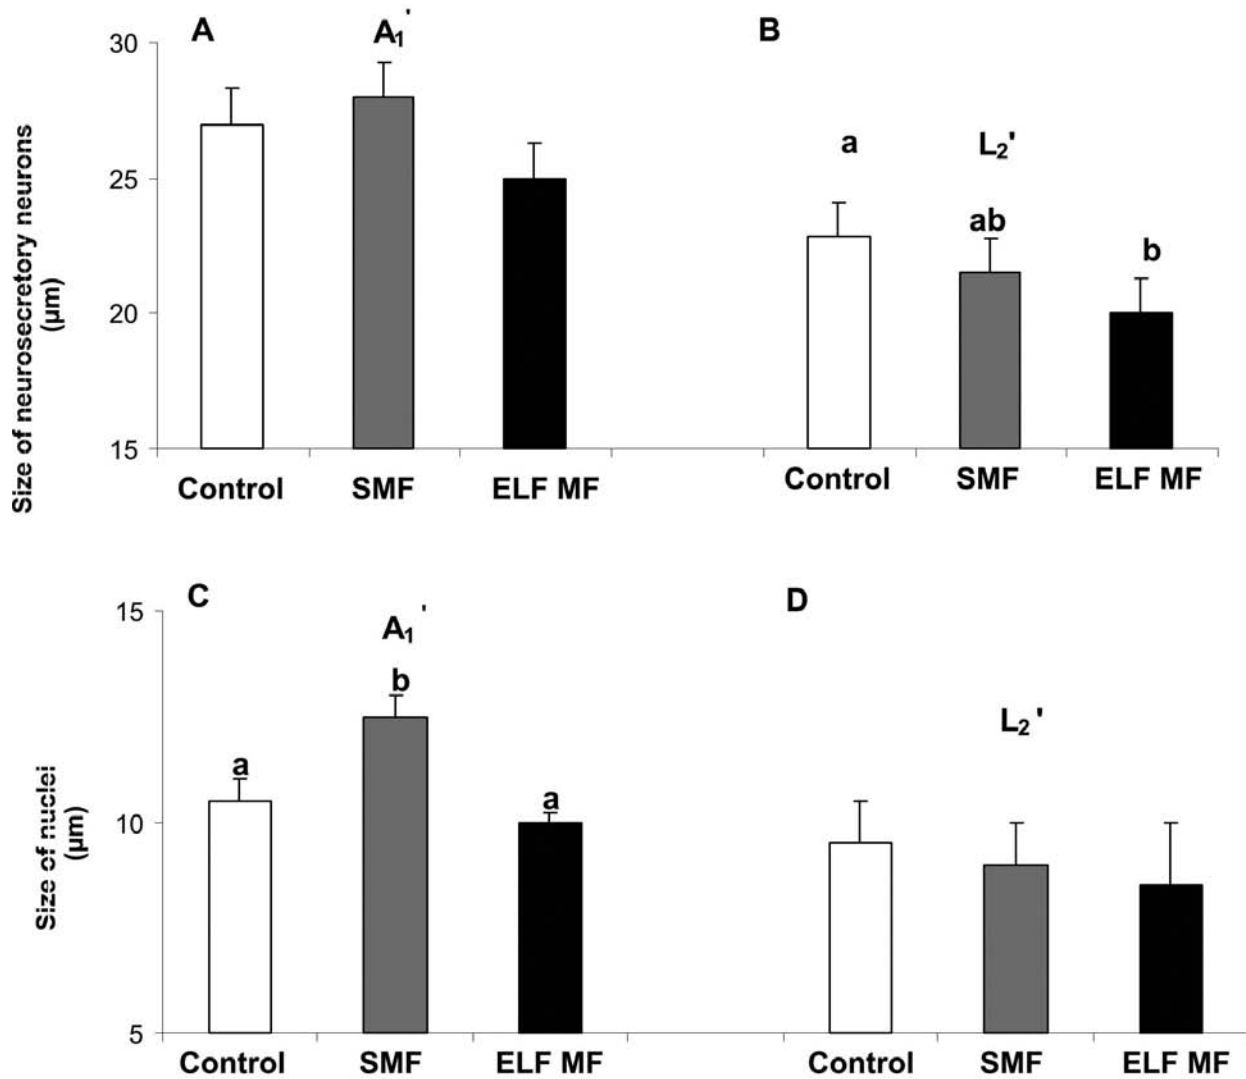 A
A₁'
B
30
25
20
15
Size of neurosecretory neurons
(µm)
a
L₂'
ab
b
Control
SMF
ELF MF
Control
SMF
ELF MF
C
A₁'
D
15
10
5
Size of nuclei
(µm)
a
b
a
L₂'
Control
SMF
ELF MF
Control
SMF
ELF MF